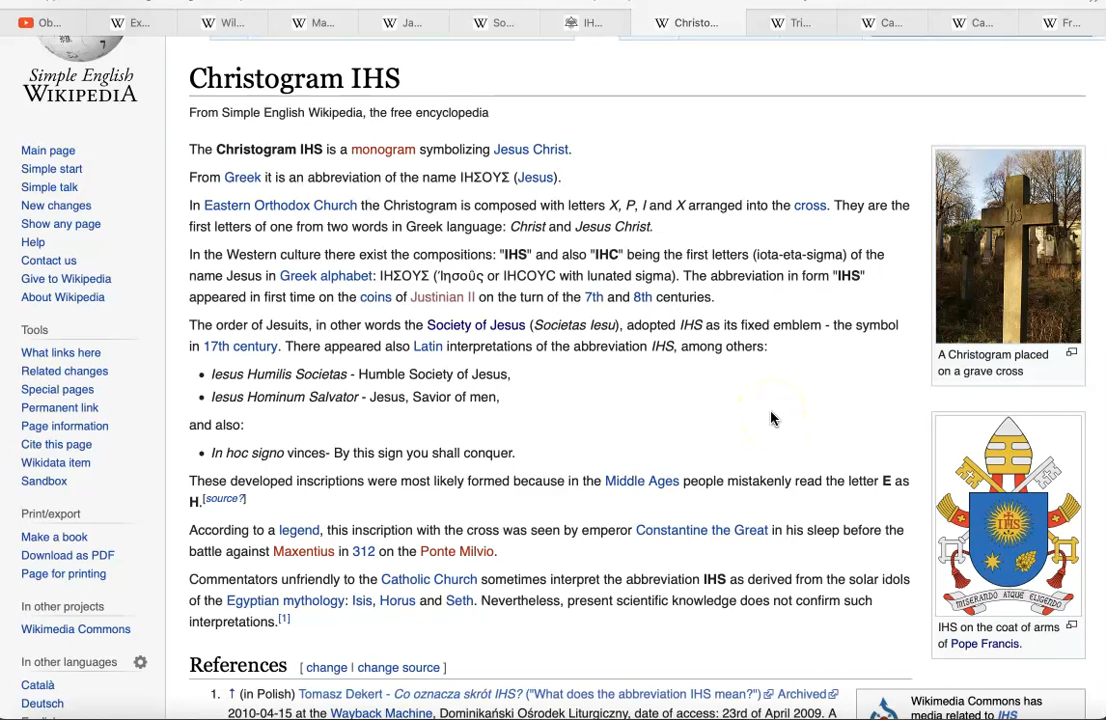 Ob...
Ex...
Wil...
Ma...
Ja...
So...
IH...
Christo...
Tri...
Ca...
Ca...
Fr...
Simple English
WIKIPEDIA
Main page
Simple start
Simple talk
New changes
Show any page
Help
Contact us
Give to Wikipedia
About Wikipedia
Tools
What links here
Related changes
Special pages
Permanent link
Page information
Cite this page
Wikidata item
Sandbox
Print/export
Make a book
Download as PDF
Page for printing
In other projects
Wikimedia Commons
In other languages
Català
Deutsch
Christogram IHS
From Simple English Wikipedia, the free encyclopedia
The Christogram IHS is a monogram symbolizing Jesus Christ.
From Greek it is an abbreviation of the name ΙΗΣΟΥΣ (Jesus).
In Eastern Orthodox Church the Christogram is composed with letters X, P, I and X arranged into the cross. They are the
first letters of one from two words in Greek language: Christ and Jesus Christ.
In the Western culture there exist the compositions: "IHS" and also "IHC" being the first letters (iota-eta-sigma) of the
name Jesus in Greek alphabet: ΙΗΣΟΥΣ (Ἰησοῦς or IHCOYC with lunated sigma). The abbreviation in form "IHS"
appeared in first time on the coins of Justinian II on the turn of the 7th and 8th centuries.
The order of Jesuits, in other words the Society of Jesus (Societas Iesu), adopted IHS as its fixed emblem - the symbol
in 17th century. There appeared also Latin interpretations of the abbreviation IHS, among others:
• Iesus Humilis Societas - Humble Society of Jesus,
• Iesus Hominum Salvator - Jesus, Savior of men,
and also:
• In hoc signo vinces- By this sign you shall conquer.
These developed inscriptions were most likely formed because in the Middle Ages people mistakenly read the letter E as
H.[source?]
According to a legend, this inscription with the cross was seen by emperor Constantine the Great in his sleep before the
battle against Maxentius in 312 on the Ponte Milvio.
Commentators unfriendly to the Catholic Church sometimes interpret the abbreviation IHS as derived from the solar idols
of the Egyptian mythology: Isis, Horus and Seth. Nevertheless, present scientific knowledge does not confirm such
interpretations.[1]
References [ change | change source ]
1. ↑ (in Polish) Tomasz Dekert - Co oznacza skrót IHS? ("What does the abbreviation IHS mean?") Archived
2010-04-15 at the Wayback Machine, Dominikański Ośrodek Liturgiczny, date of access: 23rd of April 2009. A
IHS
A Christogram placed
on a grave cross
IHS
MISERANDO ATQUE ELIGENDO
IHS on the coat of arms
of Pope Francis.
Wikimedia Commons has
media related to IHS